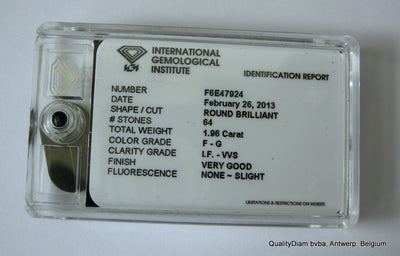 INTERNATIONAL
GEMOLOGICAL
INSTITUTE
IGI
IDENTIFICATION REPORT
NUMBER F6E47924
DATE February 26, 2013
SHAPE / CUT ROUND BRILLIANT
# STONES 64
TOTAL WEIGHT 1.96 Carat
COLOR GRADE F - G
CLARITY GRADE I.F. - VVS
FINISH VERY GOOD
FLUORESCENCE NONE ~ SLIGHT
LIMITATIONS & RESTRICTIONS ON WEBSITE
QualityDiam bvba, Antwerp. Belgium